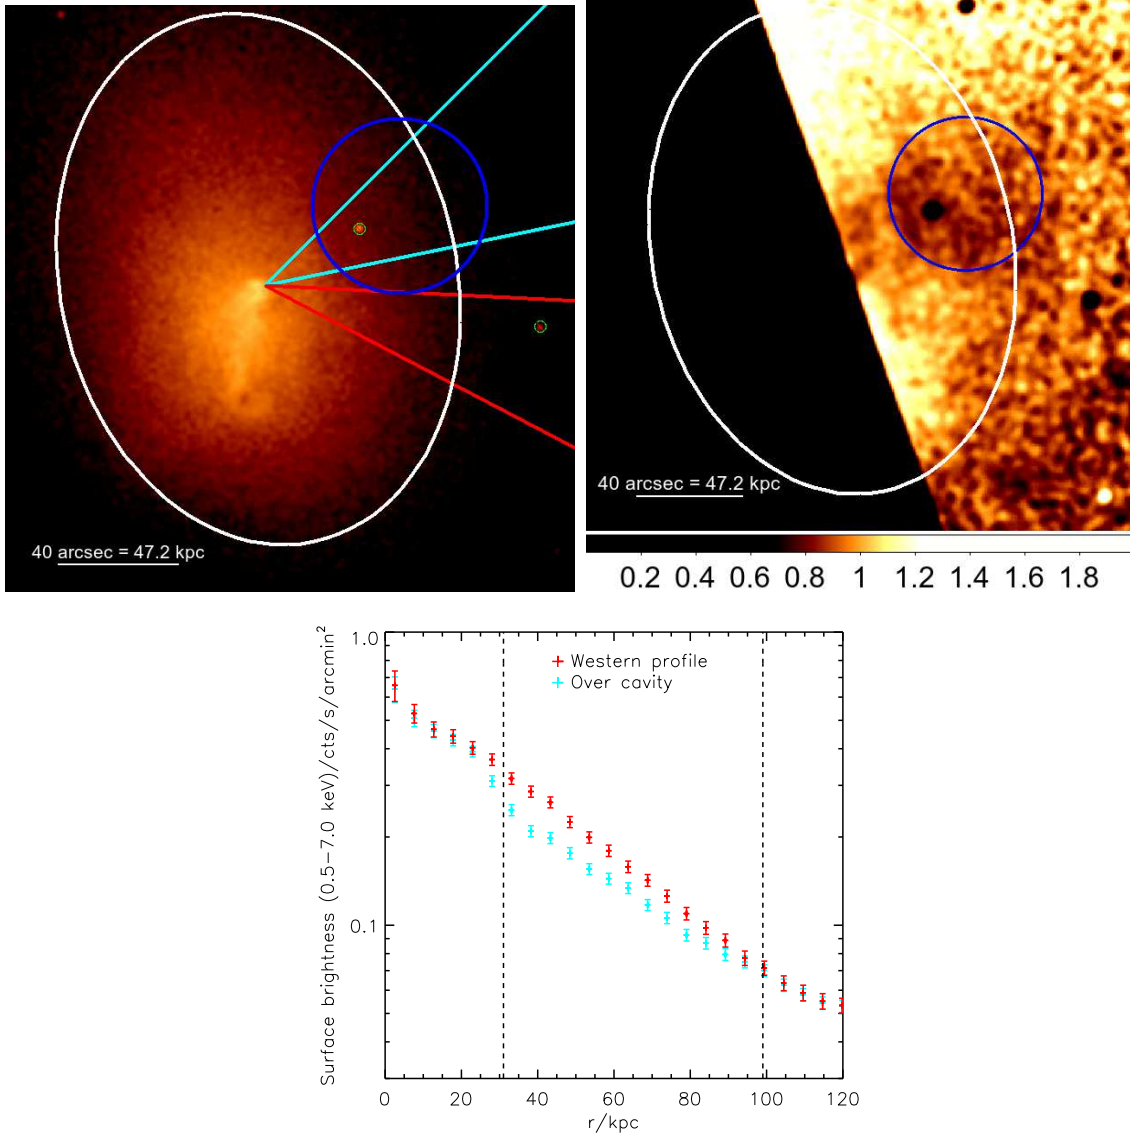 40 arcsec = 47.2 kpc
40 arcsec = 47.2 kpc
0.2 0.4 0.6 0.8 1 1.2 1.4 1.6 1.8
Surface brightness (0.5−7.0 keV)/cts/s/arcmin²
1.0
0.1
Western profile
Over cavity
0 20 40 60 80 100 120
r/kpc